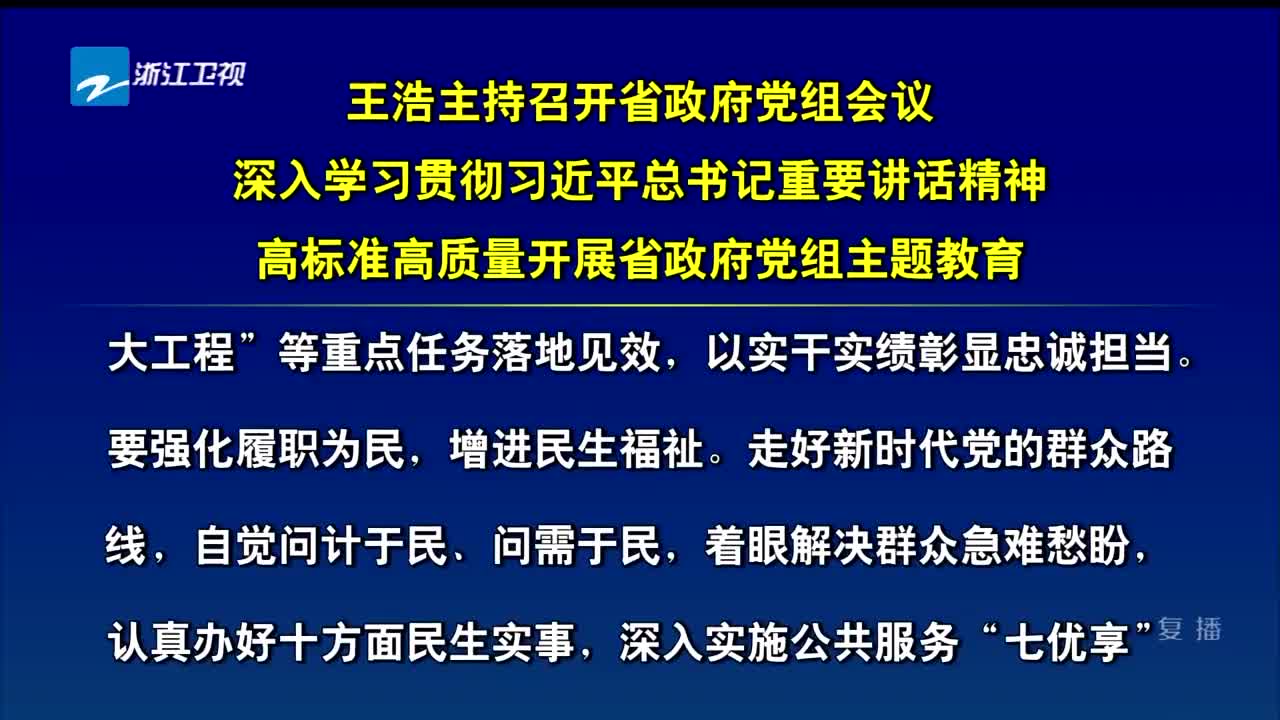 浙江卫视
王浩主持召开省政府党组会议
深入学习贯彻习近平总书记重要讲话精神
高标准高质量开展省政府党组主题教育
大工程”等重点任务落地见效，以实干实绩彰显忠诚担当。
要强化履职为民，增进民生福祉。走好新时代党的群众路
线，自觉问计于民、问需于民，着眼解决群众急难愁盼，
认真办好十方面民生实事，深入实施公共服务“七优享”
复播